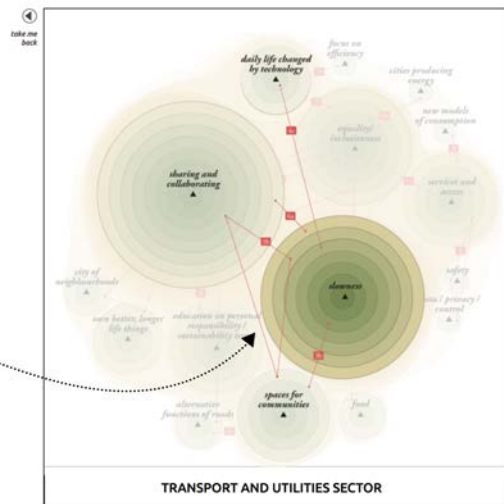 take me
back
daily life changed
by technology
focus on
efficiency
cities producing
energy
new models
of consumption
equality/
inclusiveness
sharing and
collaborating
services and
access
slowness
safety
city of
neighbourhoods
/ privacy /
control
care better, longer
life things
education on personal
responsibility /
sustainability
spaces for
communities
alternative
functions of roads
food
TRANSPORT AND UTILITIES SECTOR